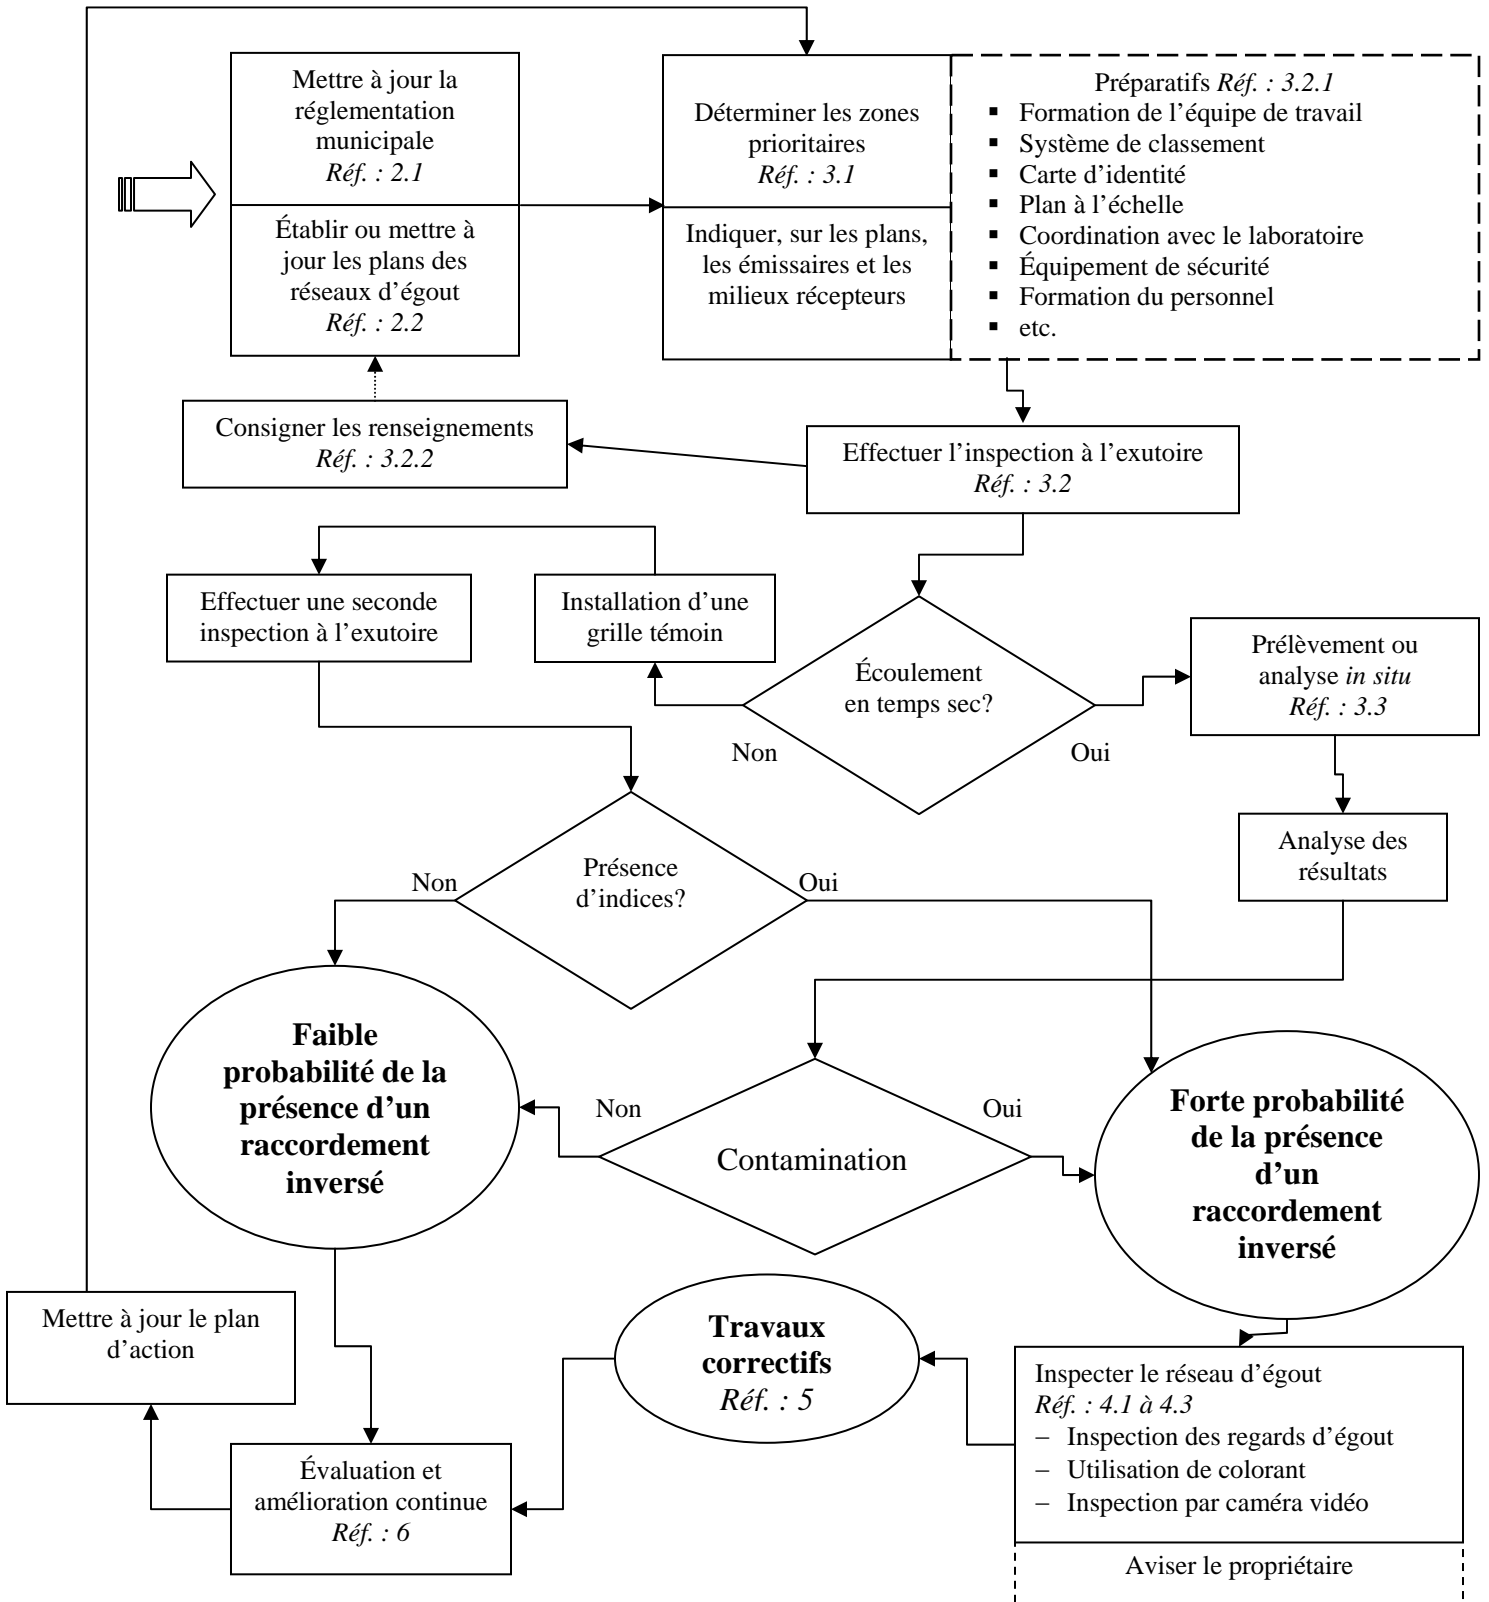 Mettre à jour la
réglementation
municipale
Réf. : 2.1
Établir ou mettre à
jour les plans des
réseaux d’égout
Réf. : 2.2
Déterminer les zones
prioritaires
Réf. : 3.1
Indiquer, sur les plans,
les émissaires et les
milieux récepteurs
Préparatifs Réf. : 3.2.1
▪ Formation de l’équipe de travail
▪ Système de classement
▪ Carte d’identité
▪ Plan à l’échelle
▪ Coordination avec le laboratoire
▪ Équipement de sécurité
▪ Formation du personnel
▪ etc.
Consigner les renseignements
Réf. : 3.2.2
Effectuer l’inspection à l’exutoire
Réf. : 3.2
Effectuer une seconde
inspection à l’exutoire
Installation d’une
grille témoin
Écoulement
en temps sec?
Non
Oui
Prélèvement ou
analyse in situ
Réf. : 3.3
Analyse des
résultats
Présence
d’indices?
Non
Oui
Faible
probabilité de la
présence d’un
raccordement
inversé
Non
Oui
Contamination
Forte probabilité
de la présence
d’un
raccordement
inversé
Mettre à jour le plan
d’action
Travaux
correctifs
Réf. : 5
Inspecter le réseau d’égout
Réf. : 4.1 à 4.3
– Inspection des regards d’égout
– Utilisation de colorant
– Inspection par caméra vidéo
Évaluation et
amélioration continue
Réf. : 6
Aviser le propriétaire